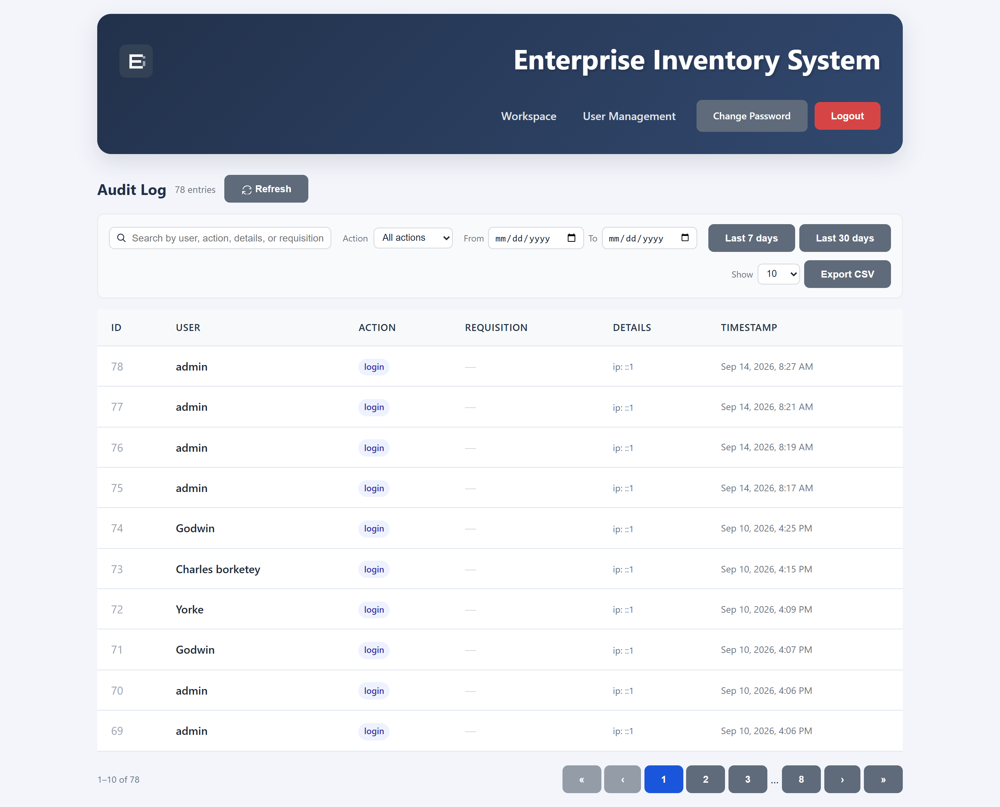 E
Enterprise Inventory System
Workspace User Management Change Password Logout
Audit Log 78 entries Refresh
Search by user, action, details, or requisition Action All actions From mm/dd/yyyy To mm/dd/yyyy Last 7 days Last 30 days
Show 10 Export CSV
ID USER ACTION REQUISITION DETAILS TIMESTAMP
78 admin login — ip: ::1 Sep 14, 2026, 8:27 AM
77 admin login — ip: ::1 Sep 14, 2026, 8:21 AM
76 admin login — ip: ::1 Sep 14, 2026, 8:19 AM
75 admin login — ip: ::1 Sep 14, 2026, 8:17 AM
74 Godwin login — ip: ::1 Sep 10, 2026, 4:25 PM
73 Charles borketey login — ip: ::1 Sep 10, 2026, 4:15 PM
72 Yorke login — ip: ::1 Sep 10, 2026, 4:09 PM
71 Godwin login — ip: ::1 Sep 10, 2026, 4:07 PM
70 admin login — ip: ::1 Sep 10, 2026, 4:06 PM
69 admin login — ip: ::1 Sep 10, 2026, 4:06 PM
1–10 of 78 « ‹ 1 2 3 ... 8 › »